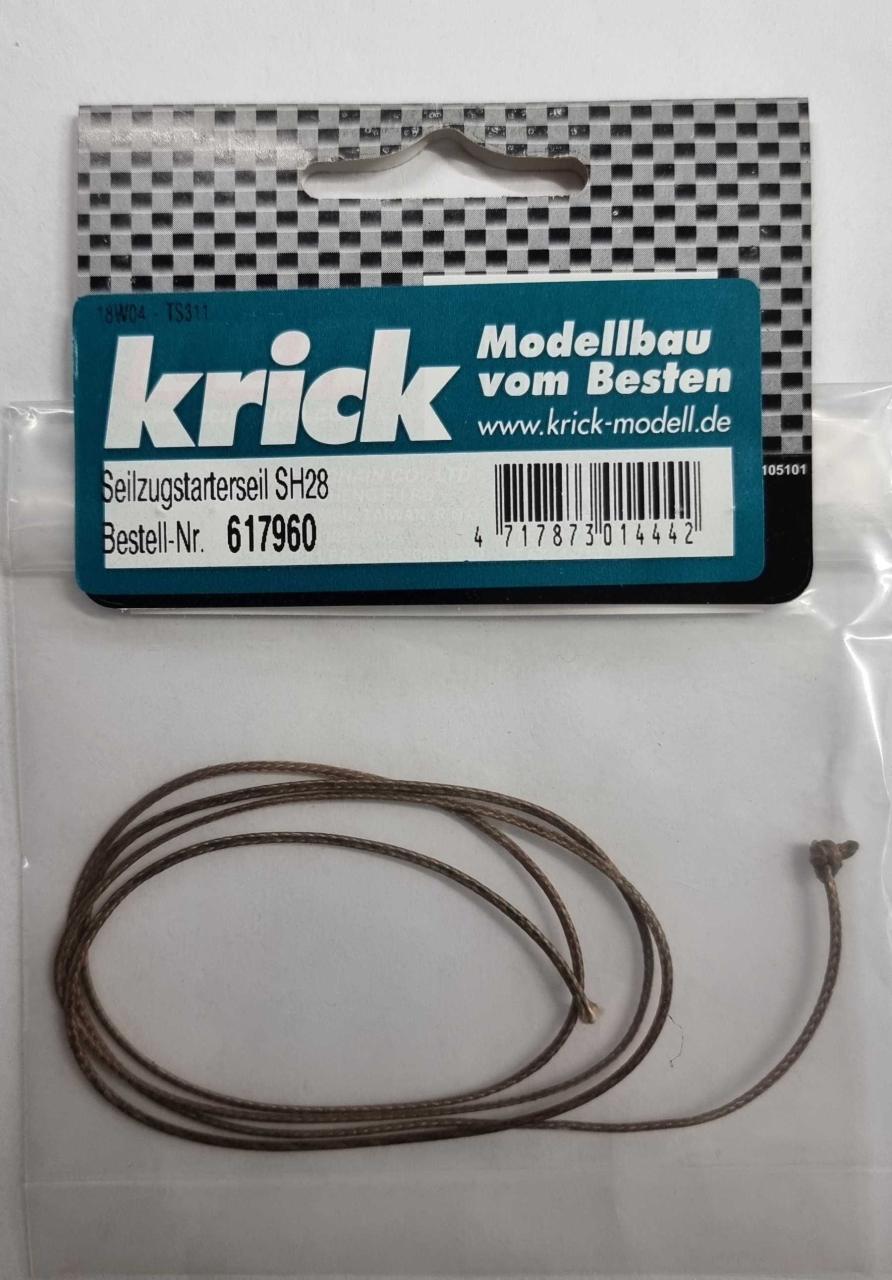 18W04 - TS311
krick
Modellbau
vom Besten
www.krick-modell.de
105101
Seilzugstarterseil SH28
Bestell-Nr. 617960
4 717873 014442